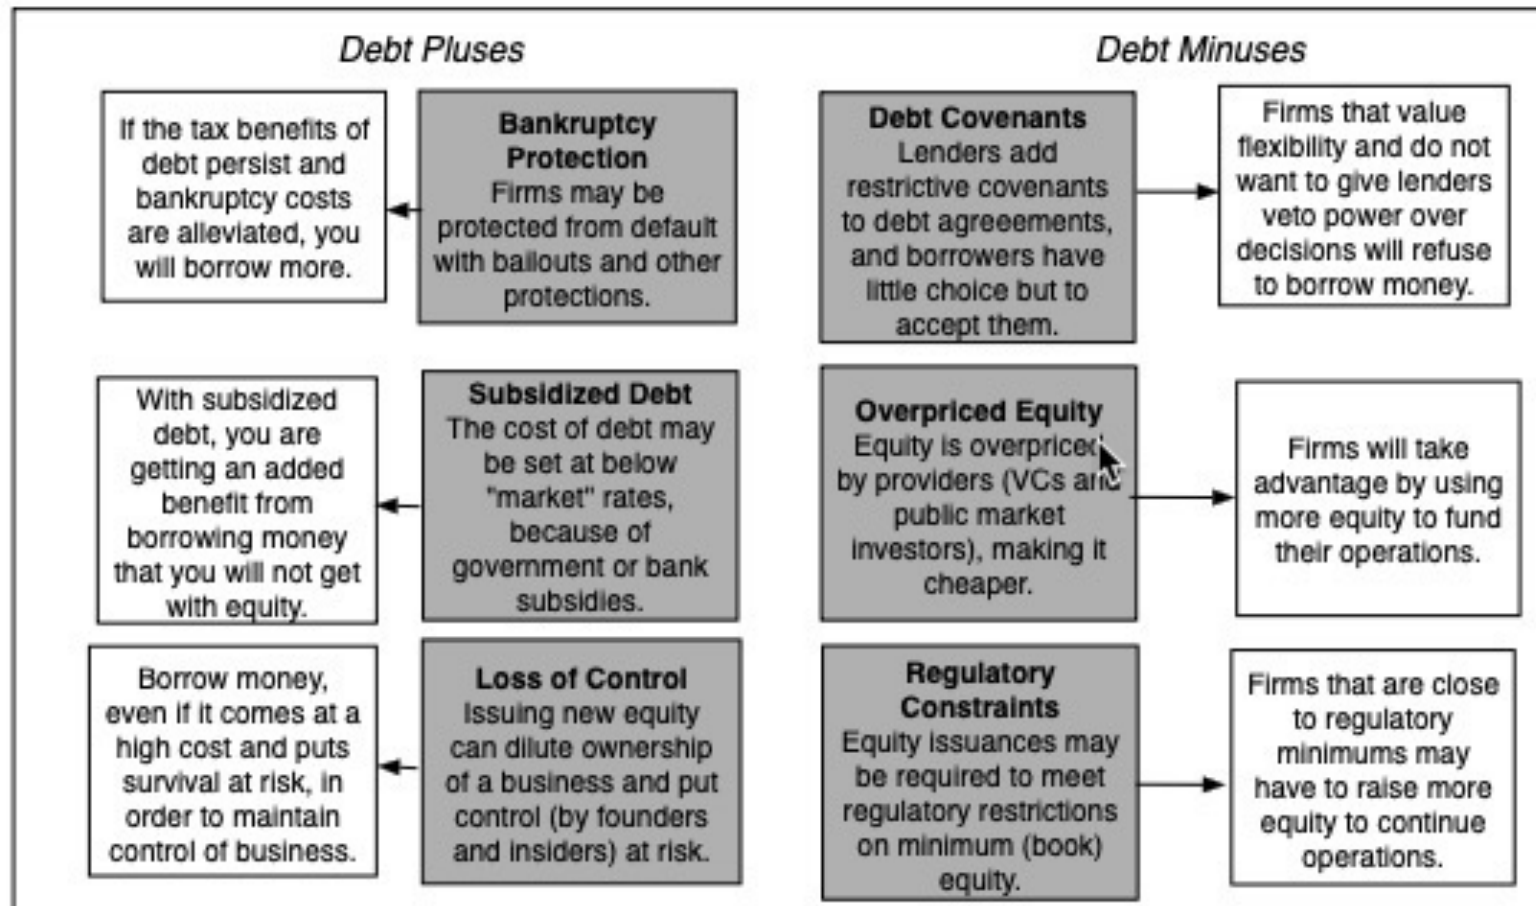 Debt Pluses
If the tax benefits of
debt persist and
bankruptcy costs
are alleviated, you
will borrow more.
Bankruptcy
Protection
Firms may be
protected from default
with bailouts and other
protections.
With subsidized
debt, you are
getting an added
benefit from
borrowing money
that you will not get
with equity.
Subsidized Debt
The cost of debt may
be set at below
"market" rates,
because of
government or bank
subsidies.
Borrow money,
even if it comes at a
high cost and puts
survival at risk, in
order to maintain
control of business.
Loss of Control
Issuing new equity
can dilute ownership
of a business and put
control (by founders
and insiders) at risk.
Debt Minuses
Debt Covenants
Lenders add
restrictive covenants
to debt agreeements,
and borrowers have
little choice but to
accept them.
Firms that value
flexibility and do not
want to give lenders
veto power over
decisions will refuse
to borrow money.
Overpriced Equity
Equity is overpriced
by providers (VCs and
public market
investors), making it
cheaper.
Firms will take
advantage by using
more equity to fund
their operations.
Regulatory
Constraints
Equity issuances may
be required to meet
regulatory restrictions
on minimum (book)
equity.
Firms that are close
to regulatory
minimums may
have to raise more
equity to continue
operations.